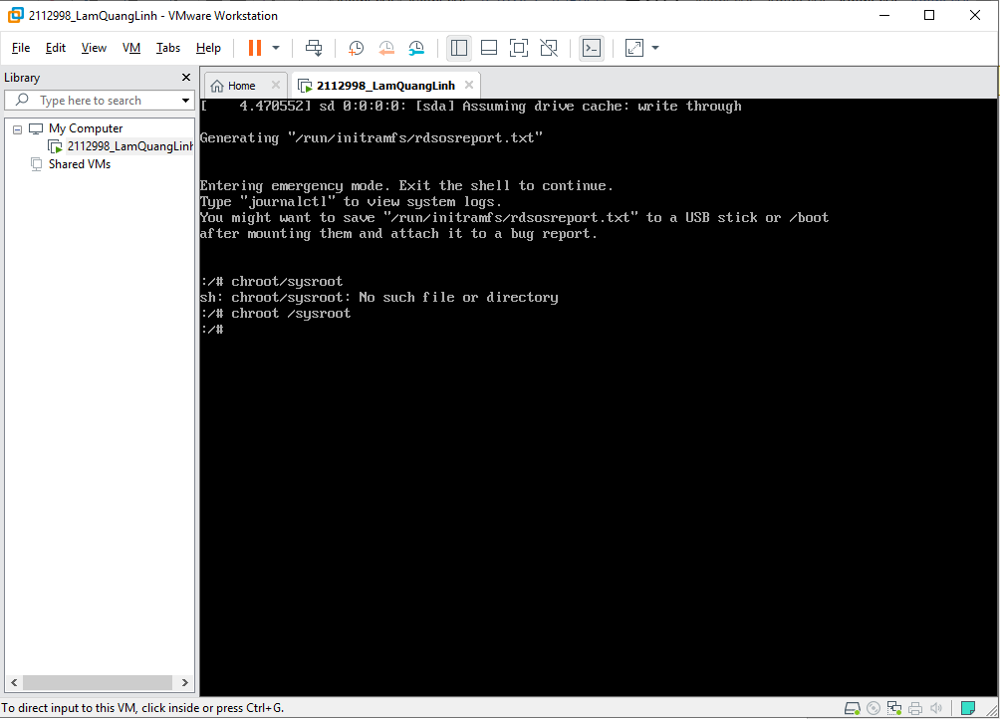 2112998_LamQuangLinh - VMware Workstation
File Edit View VM Tabs Help
Library
Type here to search
My Computer
2112998_LamQuangLinh
Shared VMs
Home
2112998_LamQuangLinh
[    4.470552] sd 0:0:0:0: [sda] Assuming drive cache: write through
Generating "/run/initramfs/rdsosreport.txt"
Entering emergency mode. Exit the shell to continue.
Type "journalctl" to view system logs.
You might want to save "/run/initramfs/rdsosreport.txt" to a USB stick or /boot
after mounting them and attach it to a bug report.
:/# chroot/sysroot
sh: chroot/sysroot: No such file or directory
:/# chroot /sysroot
:/#
To direct input to this VM, click inside or press Ctrl+G.